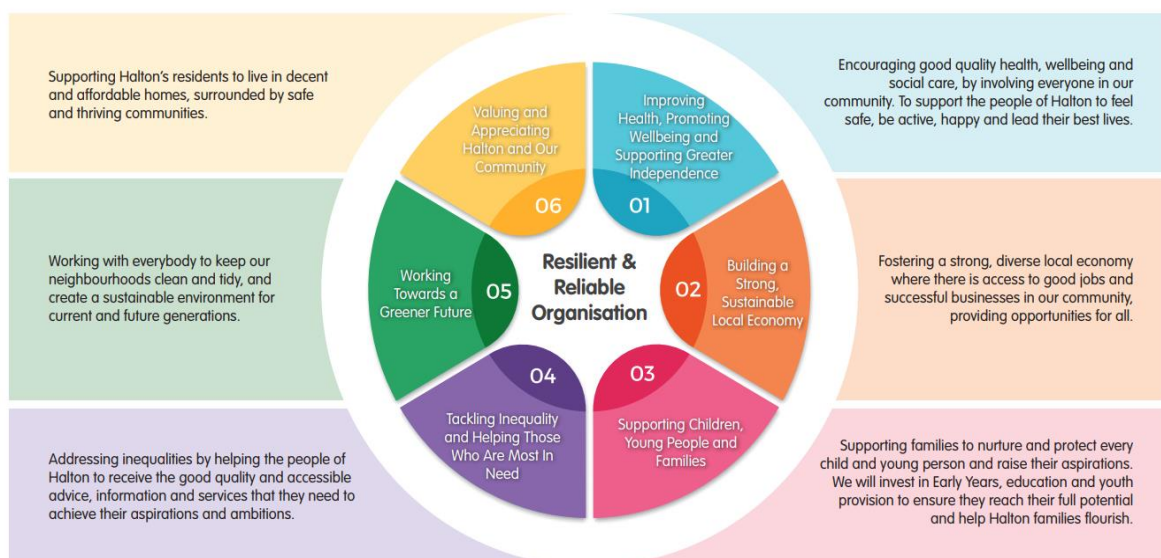 Supporting Halton's residents to live in decent
and affordable homes, surrounded by safe
and thriving communities.
Valuing and
Appreciating
Halton and Our
Community
06
Improving
Health, Promoting
Wellbeing and
Supporting Greater
Independence
01
Encouraging good quality health, wellbeing and
social care, by involving everyone in our
community. To support the people of Halton to feel
safe, be active, happy and lead their best lives.
Working with everybody to keep our
neighbourhoods clean and tidy, and
create a sustainable environment for
current and future generations.
Working
Towards a
Greener Future
05
Resilient &
Reliable
Organisation
02
Building a
Strong,
Sustainable
Local Economy
Fostering a strong, diverse local economy
where there is access to good jobs and
successful businesses in our community,
providing opportunities for all.
Addressing inequalities by helping the people of
Halton to receive the good quality and accessible
advice, information and services that they need to
achieve their aspirations and ambitions.
04
Tackling Inequality
and Helping Those
Who Are Most In
Need
03
Supporting Children,
Young People and
Families
Supporting families to nurture and protect every
child and young person and raise their aspirations.
We will invest in Early Years, education and youth
provision to ensure they reach their full potential
and help Halton families flourish.